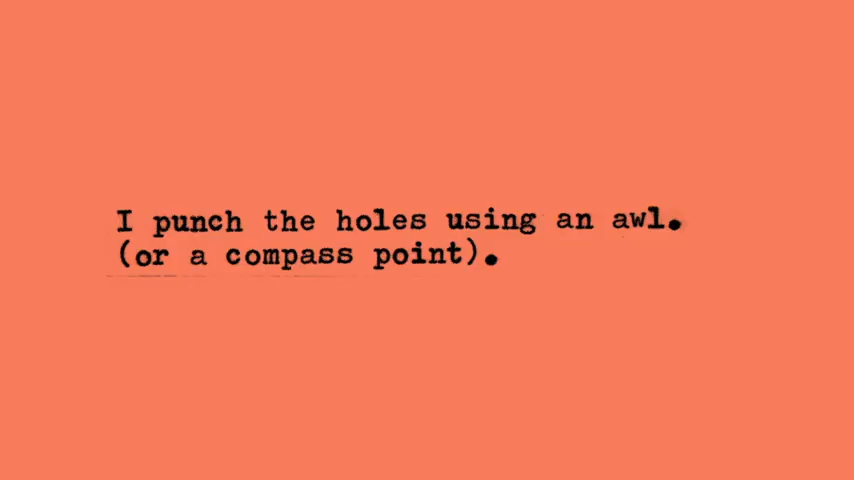 I punch the holes using an awl.
(or a compass point).